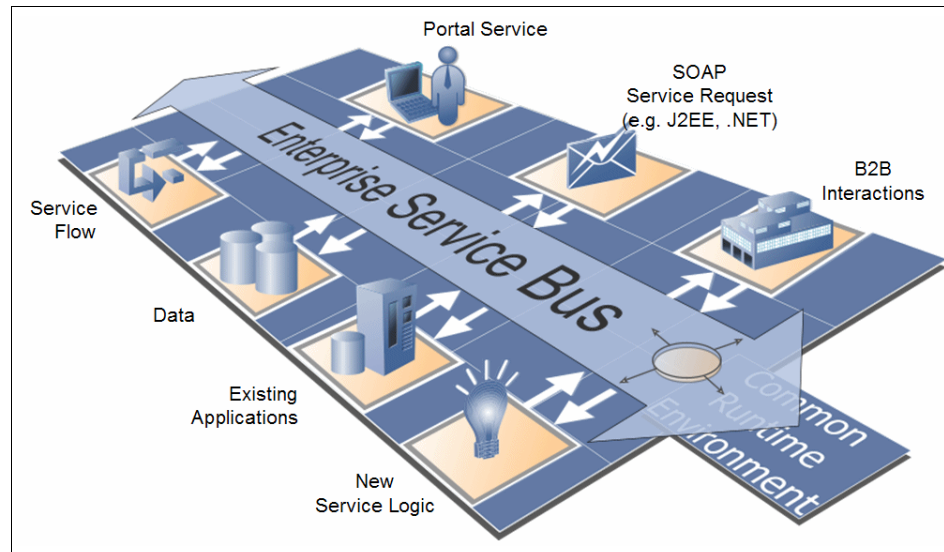 Portal Service
SOAP
Service Request
(e.g. J2EE, .NET)
B2B
Interactions
Enterprise Service Bus
Service
Flow
Data
Existing
Applications
New
Service Logic
Common
Runtime
Environment